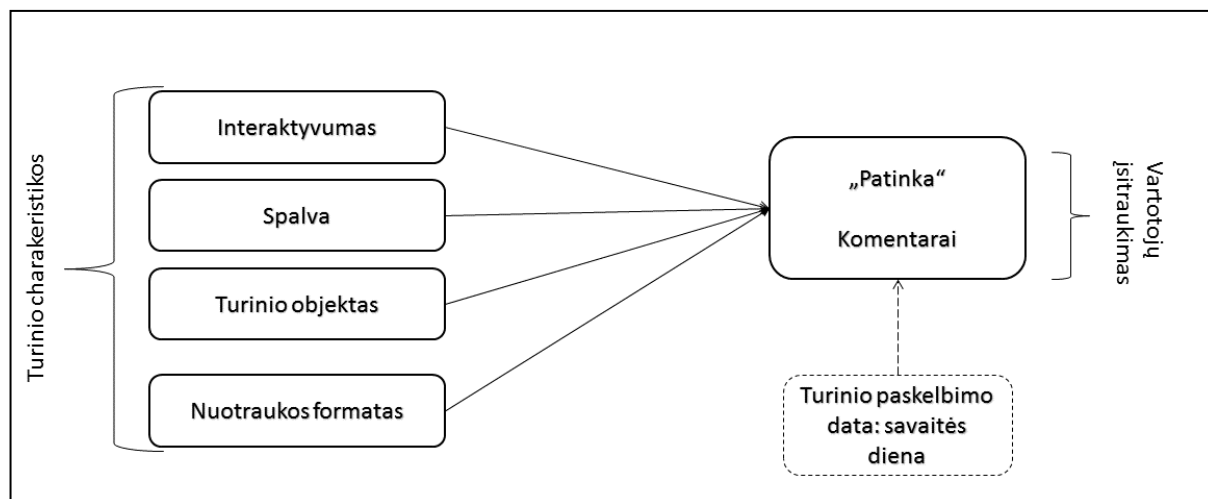 Turinio charakeristikos
Interaktyvumas
Spalva
Turinio objektas
Nuotraukos formatas
„Patinka“
Komentarai
Vartotojų
įsitraukimas
Turinio paskelbimo
data: savaitės
diena